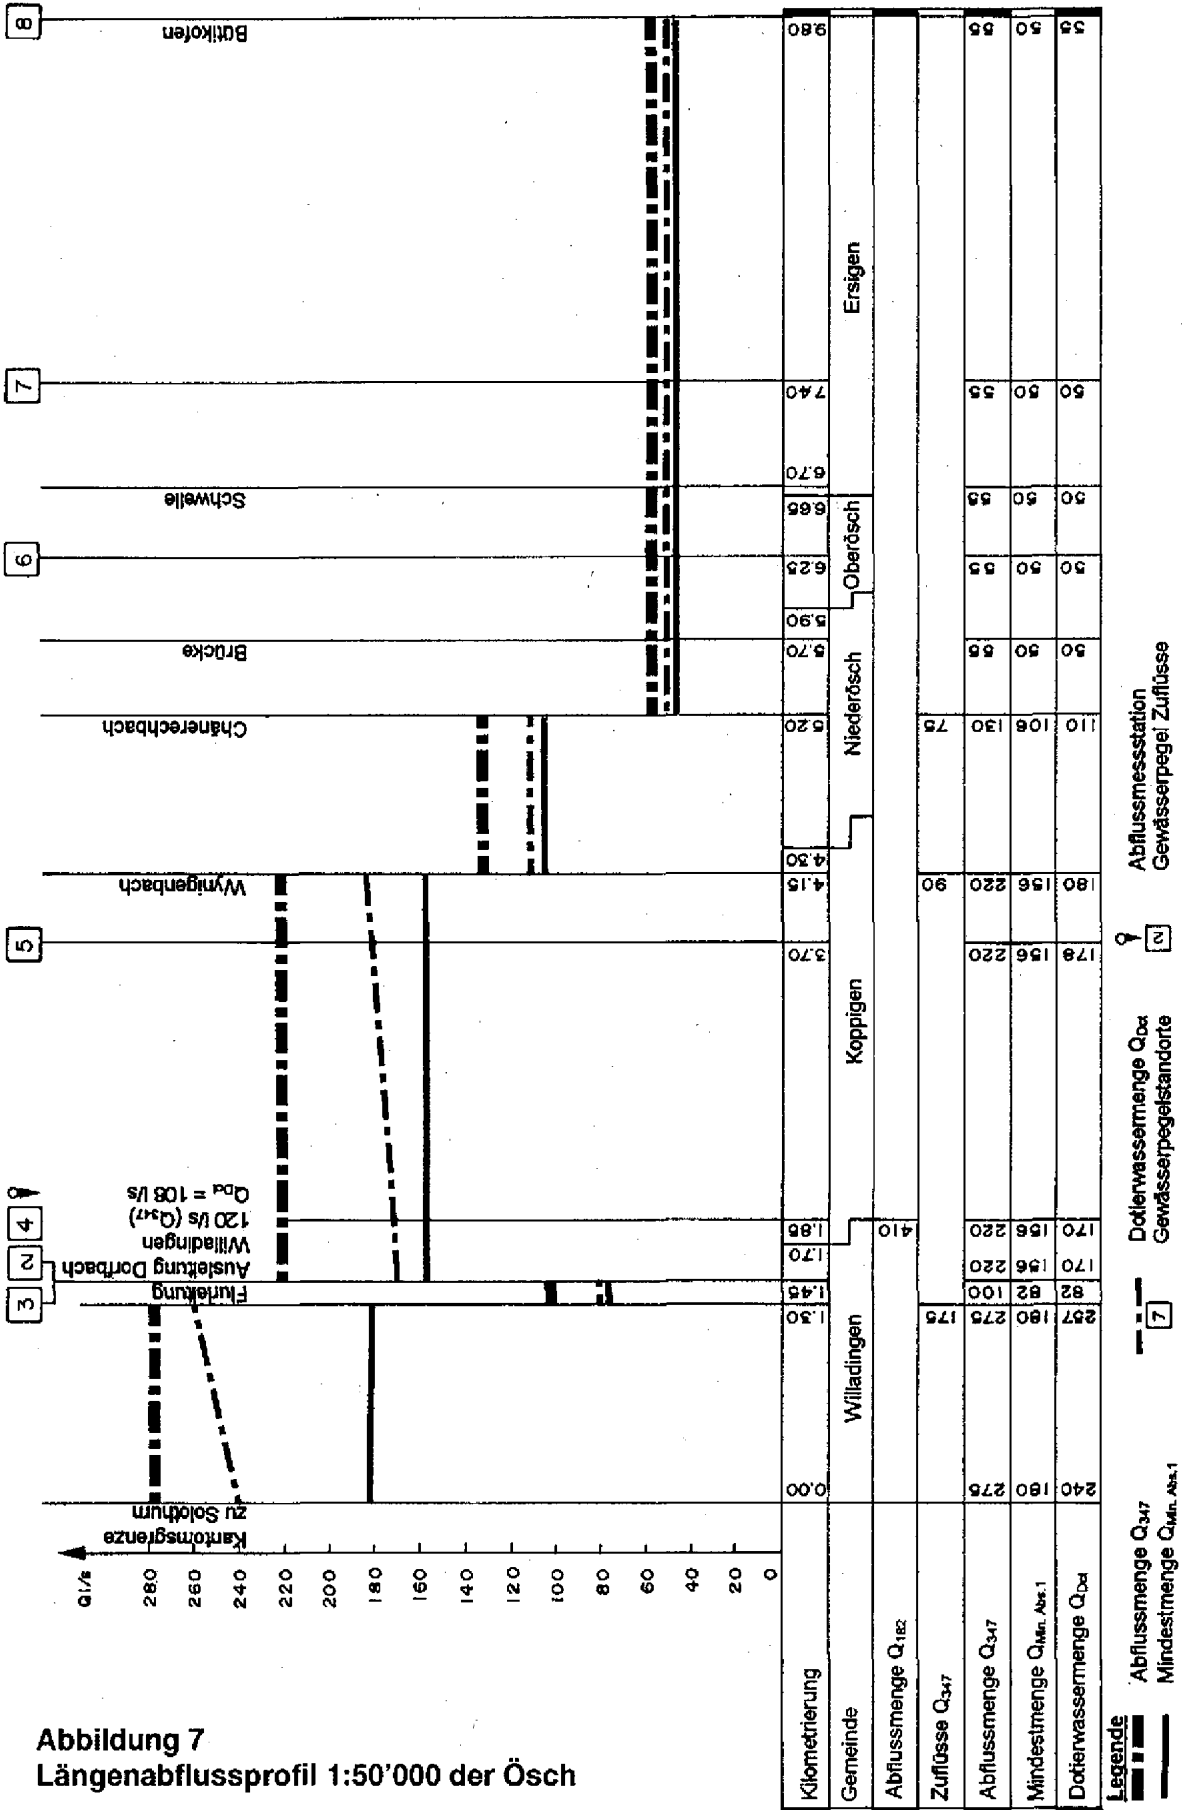 Abbildung 7
Längenabflussprofil 1:50'000 der Ösch
Q l/s
280
260
240
220
200
180
160
140
120
100
80
60
40
20
0
3
2
4
5
6
7
8
Kantonsgrenze
zu Solothurn
Flurleitung
Ausleitung Dorfbach
Willadingen
120 l/s (Q347)
QDot = 108 l/s
Wynigenbach
Chänerechbach
Brücke
Schwelle
Bütikofen
Kilometrierung 0.00 1.30 1.45 1.70 1.85 3.70 4.15 4.30 5.20 5.70 5.90 6.25 6.65 6.70 7.40 9.80
Gemeinde Willadingen Koppigen Niederösch Oberösch Ersigen
Abflussmenge Q182 410
Zuflüsse Q347 175 90 75
Abflussmenge Q347 275 275 100 220 220 220 220 130 55 55 55 55 55
Mindestmenge QMin. Abs.1 180 180 82 156 156 156 156 106 50 50 50 50 50
Dotierwassermenge QDot 240 257 82 170 170 178 180 110 50 50 50 50 55
Legende
Abflussmenge Q347
Mindestmenge QMin. Abs.1
Dotierwassermenge QDot
7 Gewässerpegelstandorte
Abflussmessstation
2 Gewässerpegel Zuflüsse